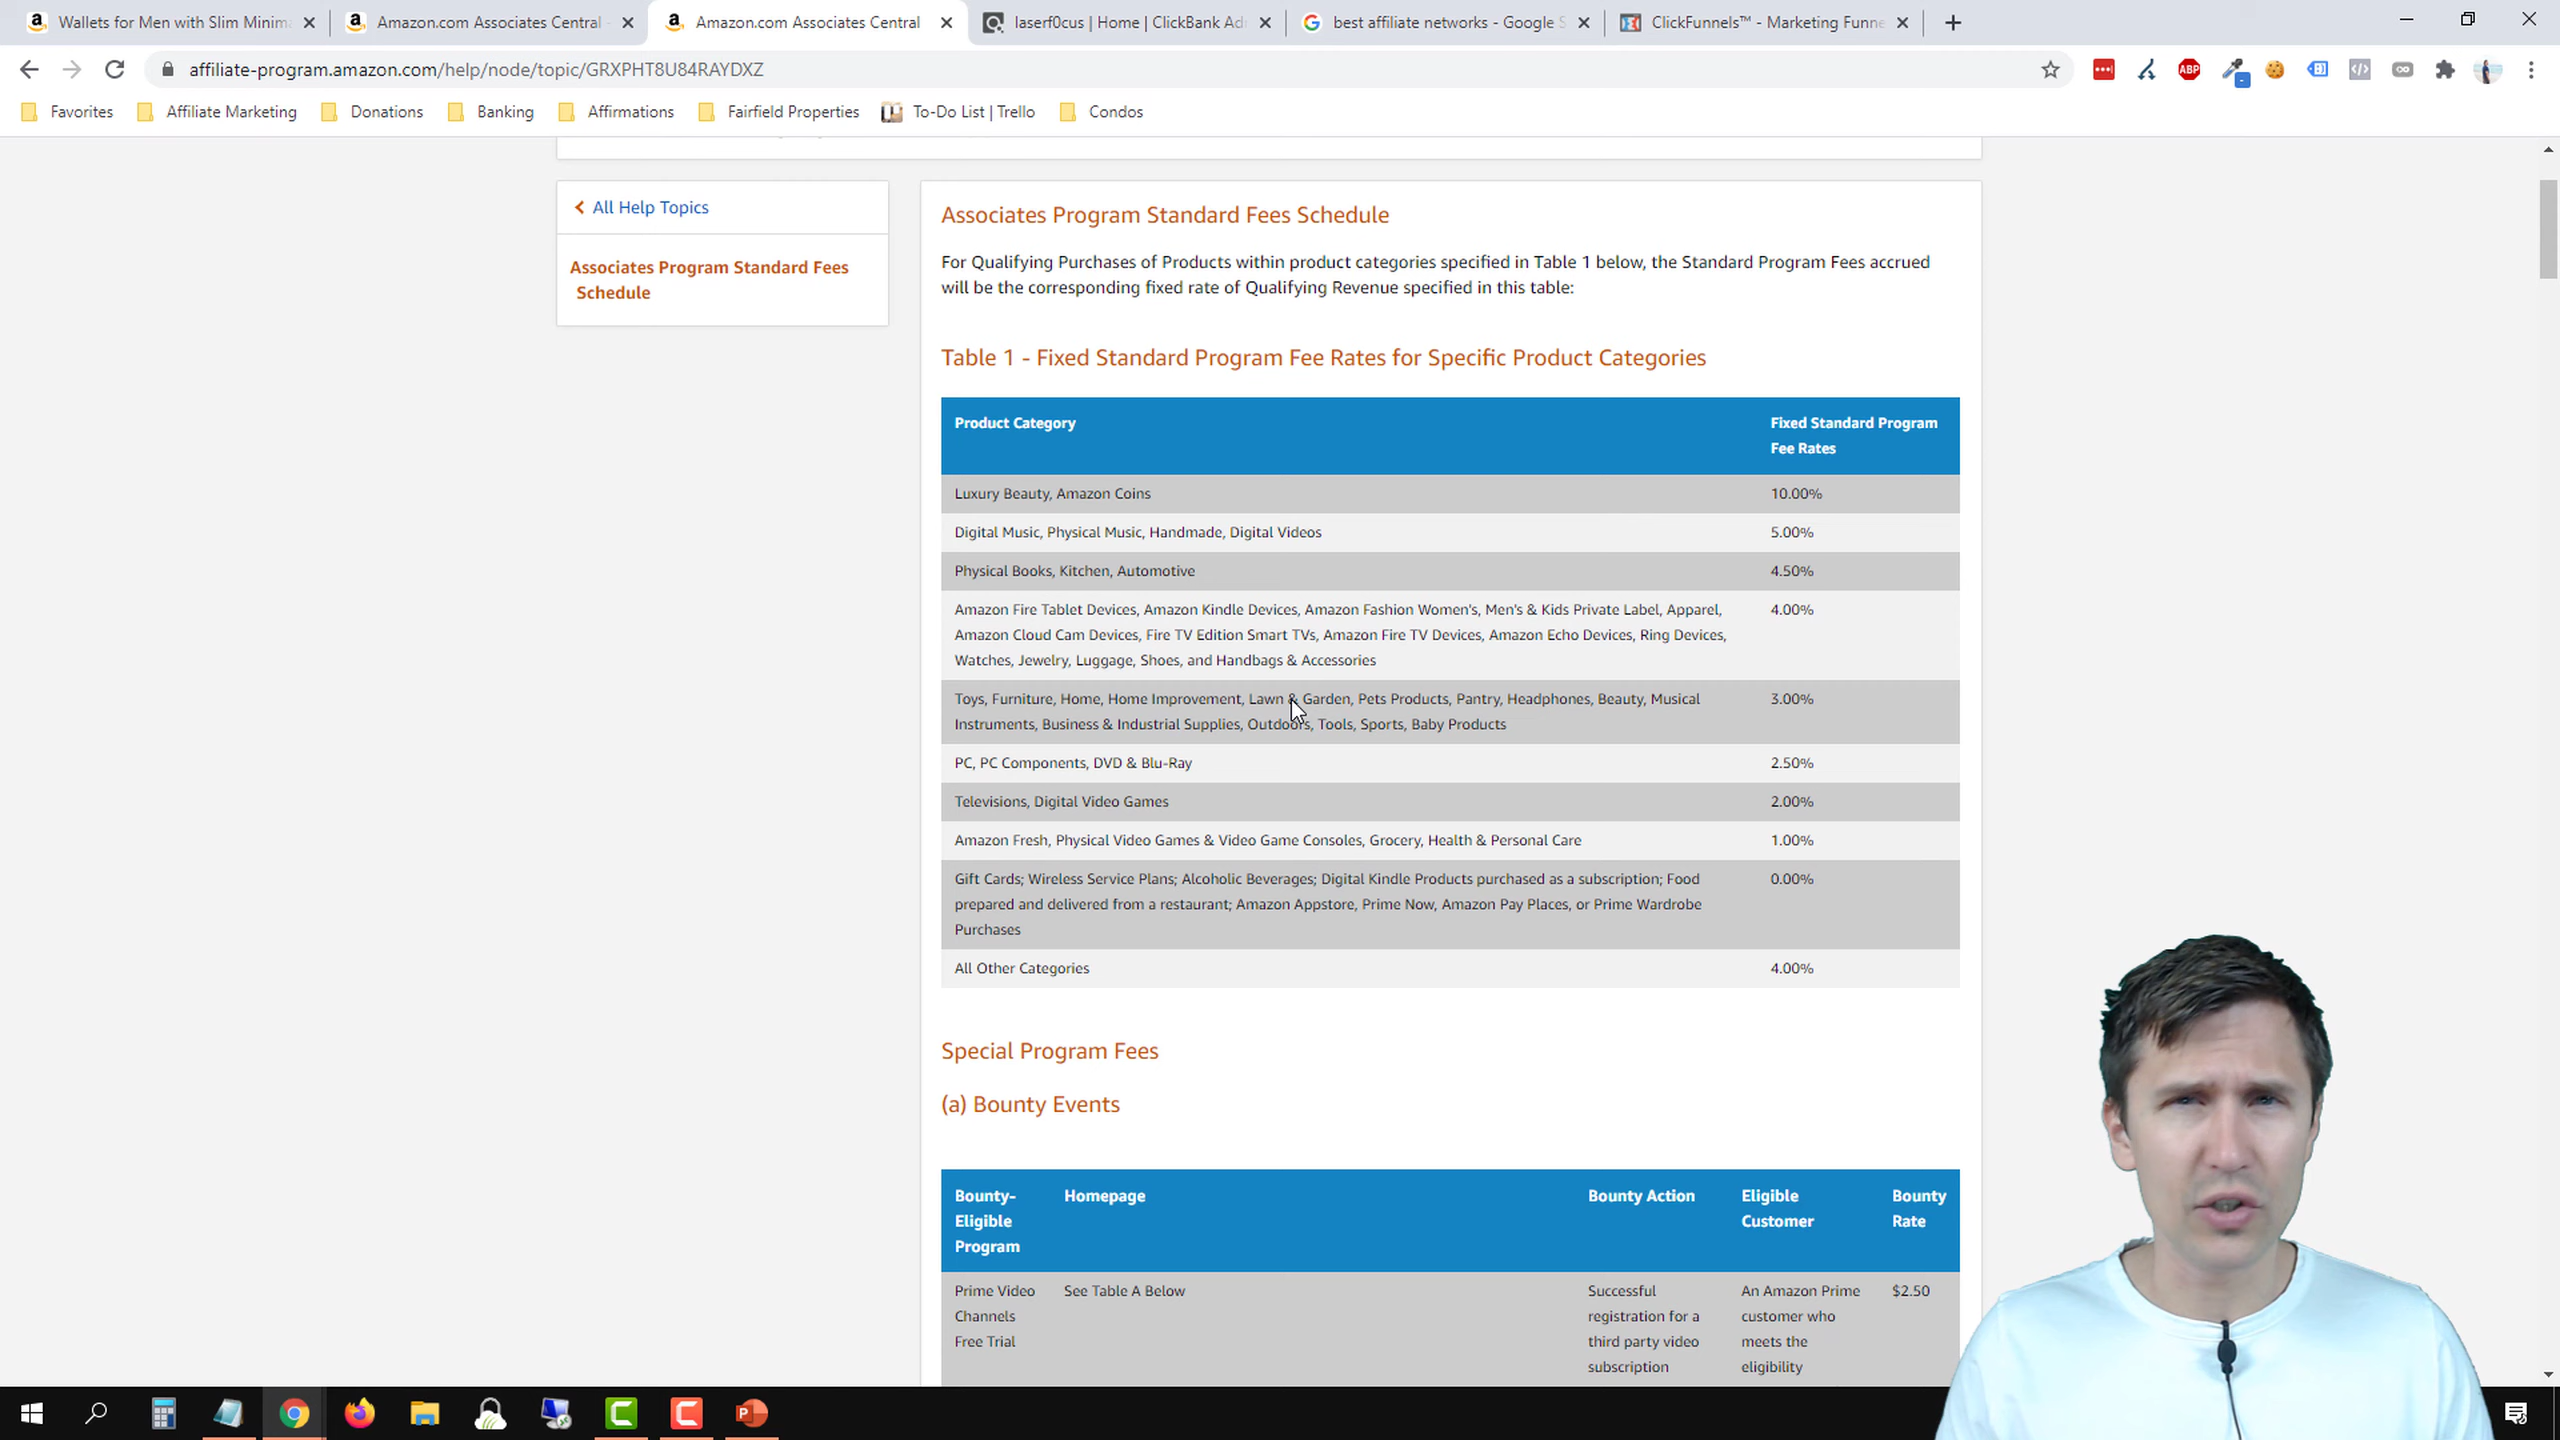 Wallets for Men with Slim Minim
Amazon.com Associates Central -
Amazon.com Associates Central
laserf0cus | Home | ClickBank Ad
best affiliate networks - Google S
ClickFunnels™ - Marketing Funne
affiliate-program.amazon.com/help/node/topic/GRXPHT8U84RAYDXZ
ABP
Favorites
Affiliate Marketing
Donations
Banking
Affirmations
Fairfield Properties
To-Do List | Trello
Condos
All Help Topics
Associates Program Standard Fees
Schedule
Associates Program Standard Fees Schedule
For Qualifying Purchases of Products within product categories specified in Table 1 below, the Standard Program Fees accrued
will be the corresponding fixed rate of Qualifying Revenue specified in this table:
Table 1 - Fixed Standard Program Fee Rates for Specific Product Categories
Product Category
Fixed Standard Program
Fee Rates
Luxury Beauty, Amazon Coins
10.00%
Digital Music, Physical Music, Handmade, Digital Videos
5.00%
Physical Books, Kitchen, Automotive
4.50%
Amazon Fire Tablet Devices, Amazon Kindle Devices, Amazon Fashion Women's, Men's & Kids Private Label, Apparel,
Amazon Cloud Cam Devices, Fire TV Edition Smart TVs, Amazon Fire TV Devices, Amazon Echo Devices, Ring Devices,
Watches, Jewelry, Luggage, Shoes, and Handbags & Accessories
4.00%
Toys, Furniture, Home, Home Improvement, Lawn & Garden, Pets Products, Pantry, Headphones, Beauty, Musical
Instruments, Business & Industrial Supplies, Outdoors, Tools, Sports, Baby Products
3.00%
PC, PC Components, DVD & Blu-Ray
2.50%
Televisions, Digital Video Games
2.00%
Amazon Fresh, Physical Video Games & Video Game Consoles, Grocery, Health & Personal Care
1.00%
Gift Cards; Wireless Service Plans; Alcoholic Beverages; Digital Kindle Products purchased as a subscription; Food
prepared and delivered from a restaurant; Amazon Appstore, Prime Now, Amazon Pay Places, or Prime Wardrobe
Purchases
0.00%
All Other Categories
4.00%
Special Program Fees
(a) Bounty Events
Bounty-
Eligible
Program
Homepage
Bounty Action
Eligible
Customer
Bounty
Rate
Prime Video
Channels
Free Trial
See Table A Below
Successful
registration for a
third party video
subscription
An Amazon Prime
customer who
meets the
eligibility
$2.50